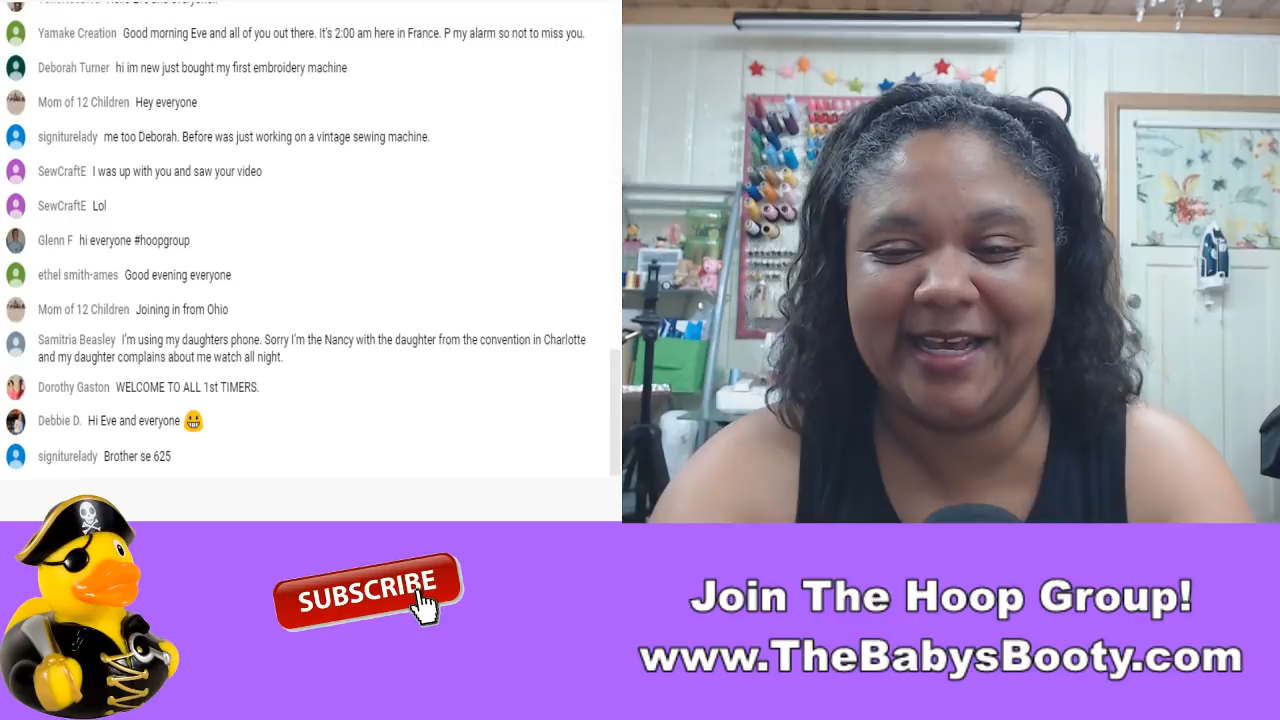 Yamake Creation Good morning Eve and all of you out there. It's 2:00 am here in France. P my alarm so not to miss you.
Deborah Turner hi im new just bought my first embroidery machine
Mom of 12 Children Hey everyone
signiturelady me too Deborah. Before was just working on a vintage sewing machine.
SewCraftE I was up with you and saw your video
SewCraftE Lol
Glenn F hi everyone #hoopgroup
ethel smith-ames Good evening everyone
Mom of 12 Children Joining in from Ohio
Samitria Beasley I'm using my daughters phone. Sorry I'm the Nancy with the daughter from the convention in Charlotte
and my daughter complains about me watch all night.
Dorothy Gaston WELCOME TO ALL 1st TIMERS.
Debbie D. Hi Eve and everyone
signiturelady Brother se 625
SUBSCRIBE
Join The Hoop Group!
www.TheBabysBooty.com